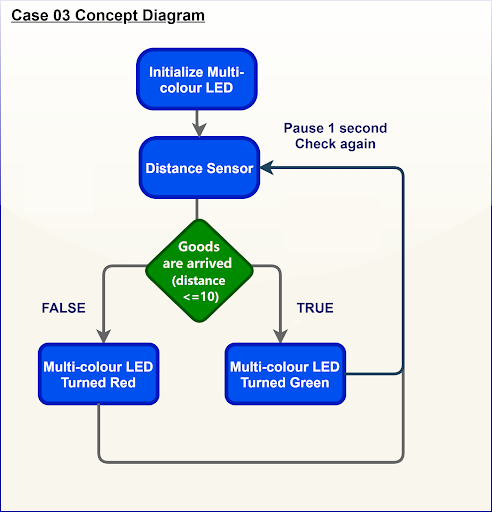 Case 03 Concept Diagram
Initialize Multi-
colour LED
Pause 1 second
Check again
Distance Sensor
Goods
are arrived
(distance
<=10)
FALSE
TRUE
Multi-colour LED
Turned Red
Multi-colour LED
Turned Green